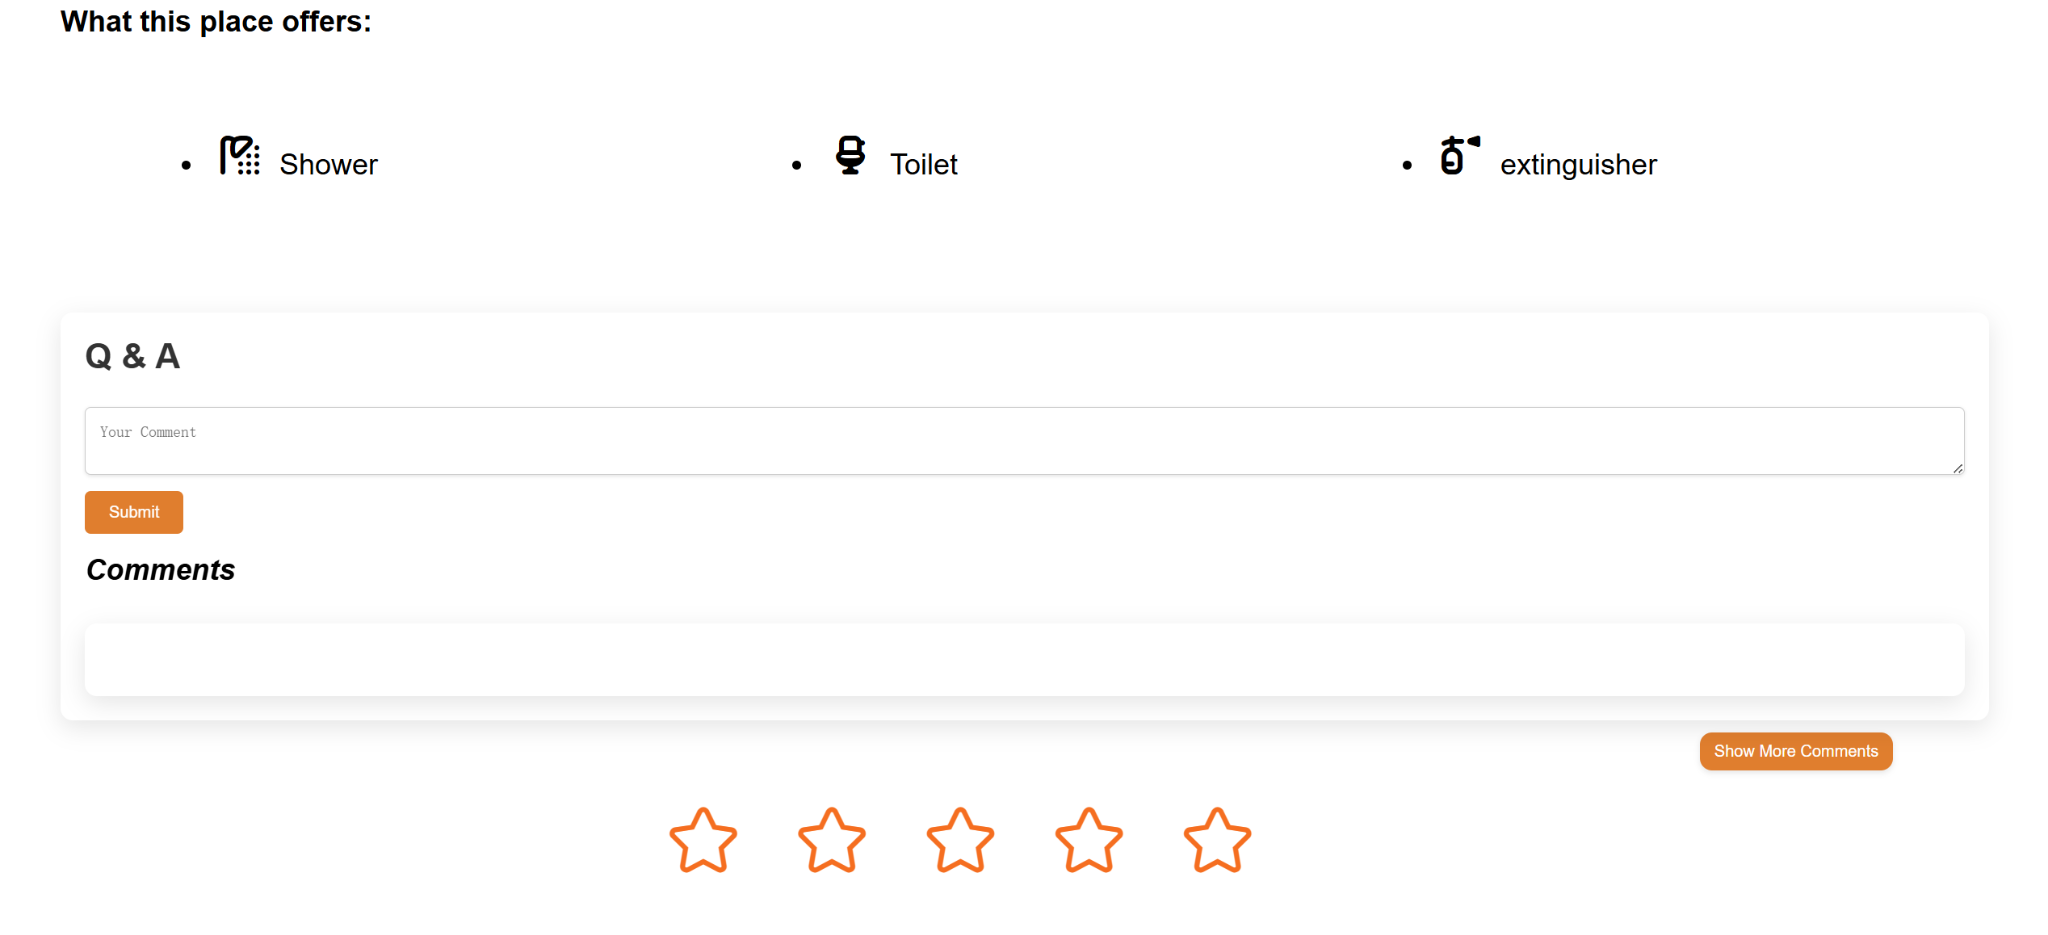 What this place offers:
Shower
Toilet
extinguisher
Q & A
Your Comment
Submit
Comments
Show More Comments